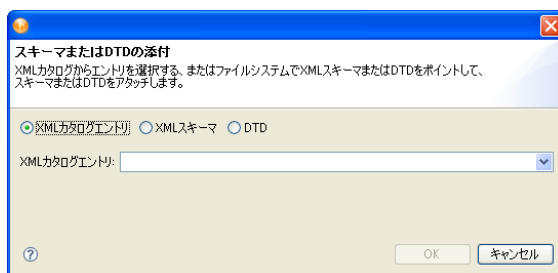 スキーマまたはDTDの添付
XMLカタログからエントリを選択する、またはファイルシステムでXMLスキーマまたはDTDをポイントして、
スキーマまたはDTDをアタッチします。
XMLカタログエントリ XMLスキーマ DTD
XMLカタログエントリ:
? OK キャンセル